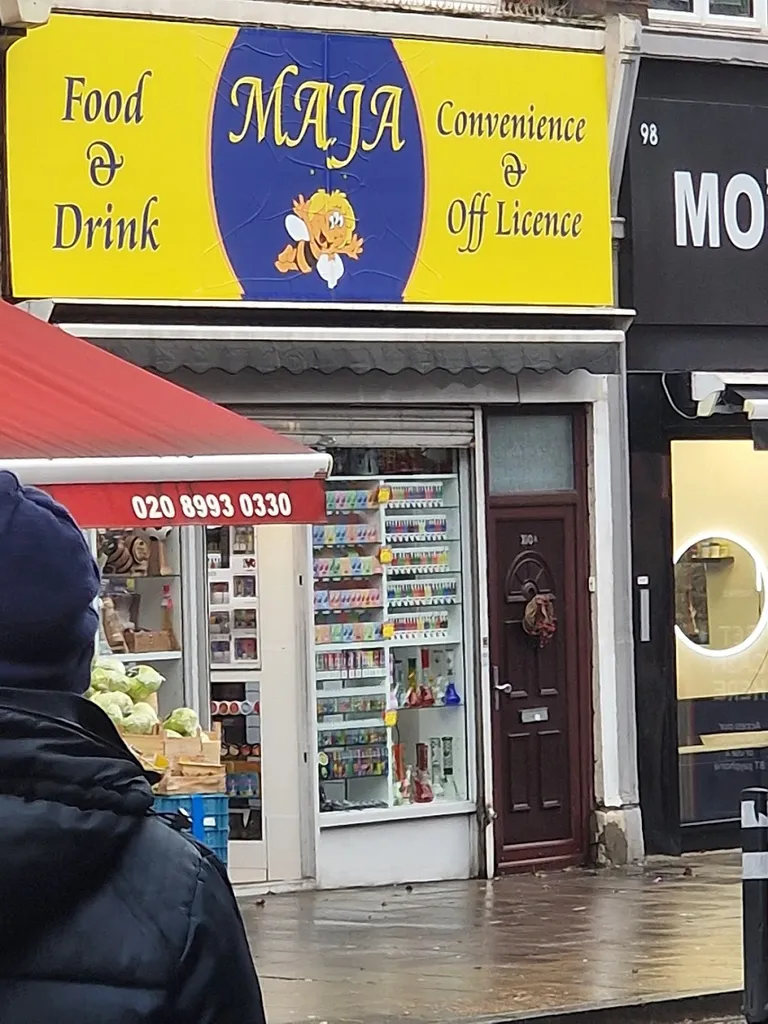 Food
&
Drink
MAJA
Convenience
&
Off Licence
98
MO
020 8993 0330